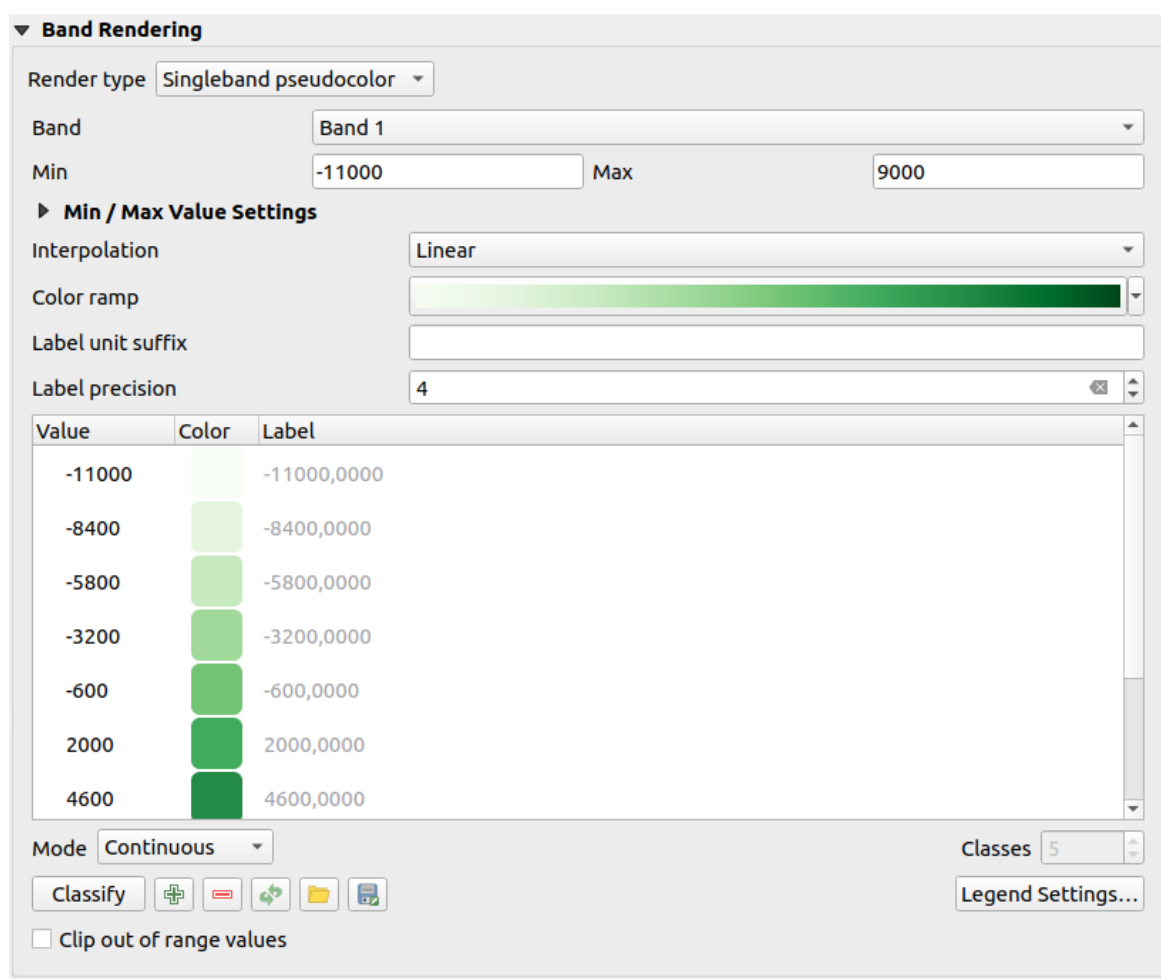 Band Rendering
Render type Singleband pseudocolor
Band Band 1
Min -11000 Max 9000
Min / Max Value Settings
Interpolation Linear
Color ramp
Label unit suffix
Label precision 4
Value Color Label
-11000 -11000,0000
-8400 -8400,0000
-5800 -5800,0000
-3200 -3200,0000
-600 -600,0000
2000 2000,0000
4600 4600,0000
Mode Continuous Classes 5
Classify Legend Settings...
Clip out of range values